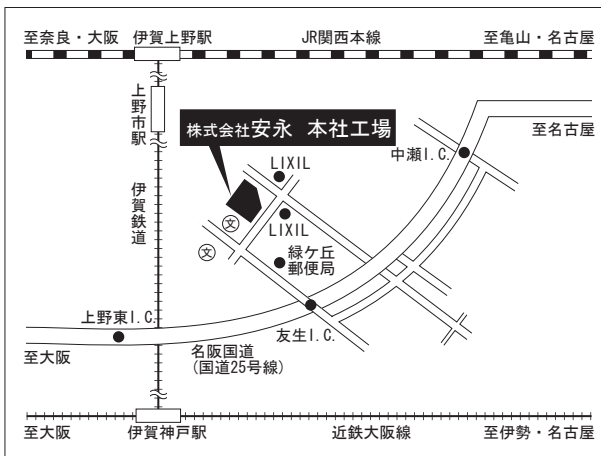 至奈良・大阪
伊賀上野駅
JR関西本線
至亀山・名古屋
上野市駅
株式会社安永 本社工場
至名古屋
中瀬I.C.
LIXIL
伊賀鉄道
文
LIXIL
文
緑ケ丘
郵便局
上野東I.C.
友生I.C.
至大阪
名阪国道
(国道25号線)
至大阪
伊賀神戸駅
近鉄大阪線
至伊勢・名古屋